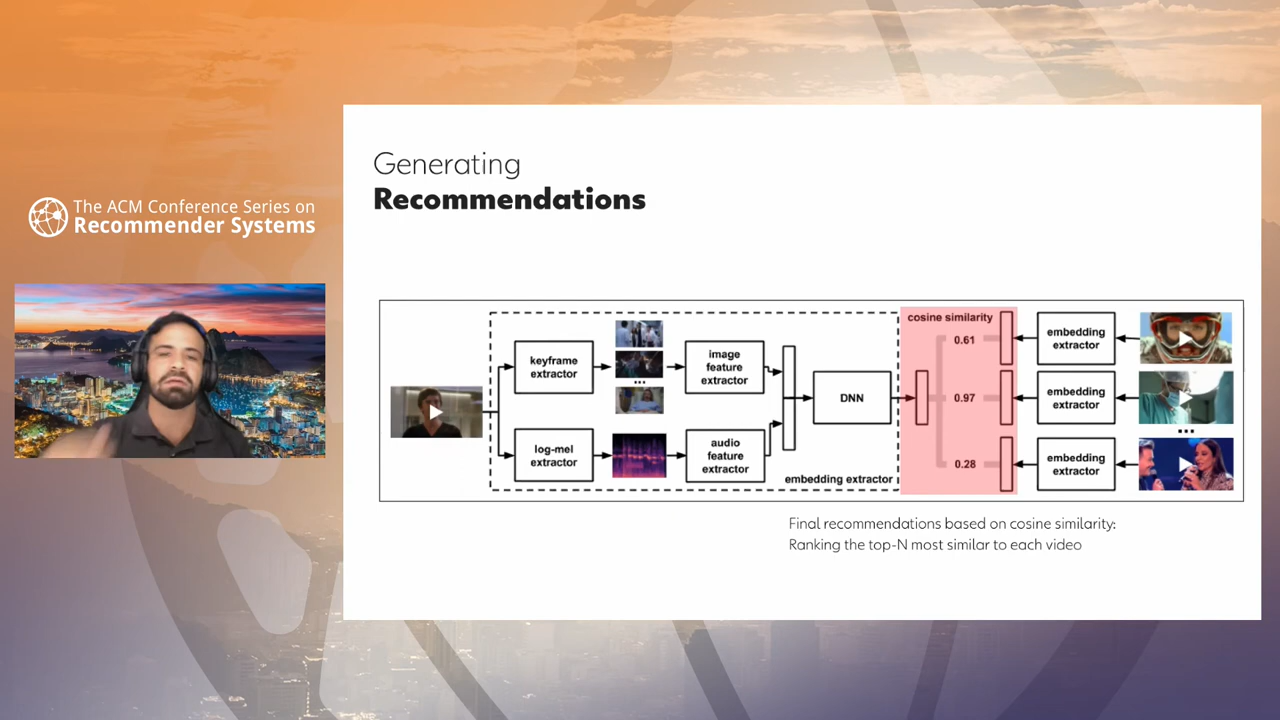 The ACM Conference Series on
Recommender Systems
Generating
Recommendations
keyframe
extractor
...
image
feature
extractor
log-mel
extractor
audio
feature
extractor
DNN
embedding extractor
cosine similarity
0.61
0.97
0.28
embedding
extractor
embedding
extractor
...
embedding
extractor
Final recommendations based on cosine similarity:
Ranking the top-N most similar to each video